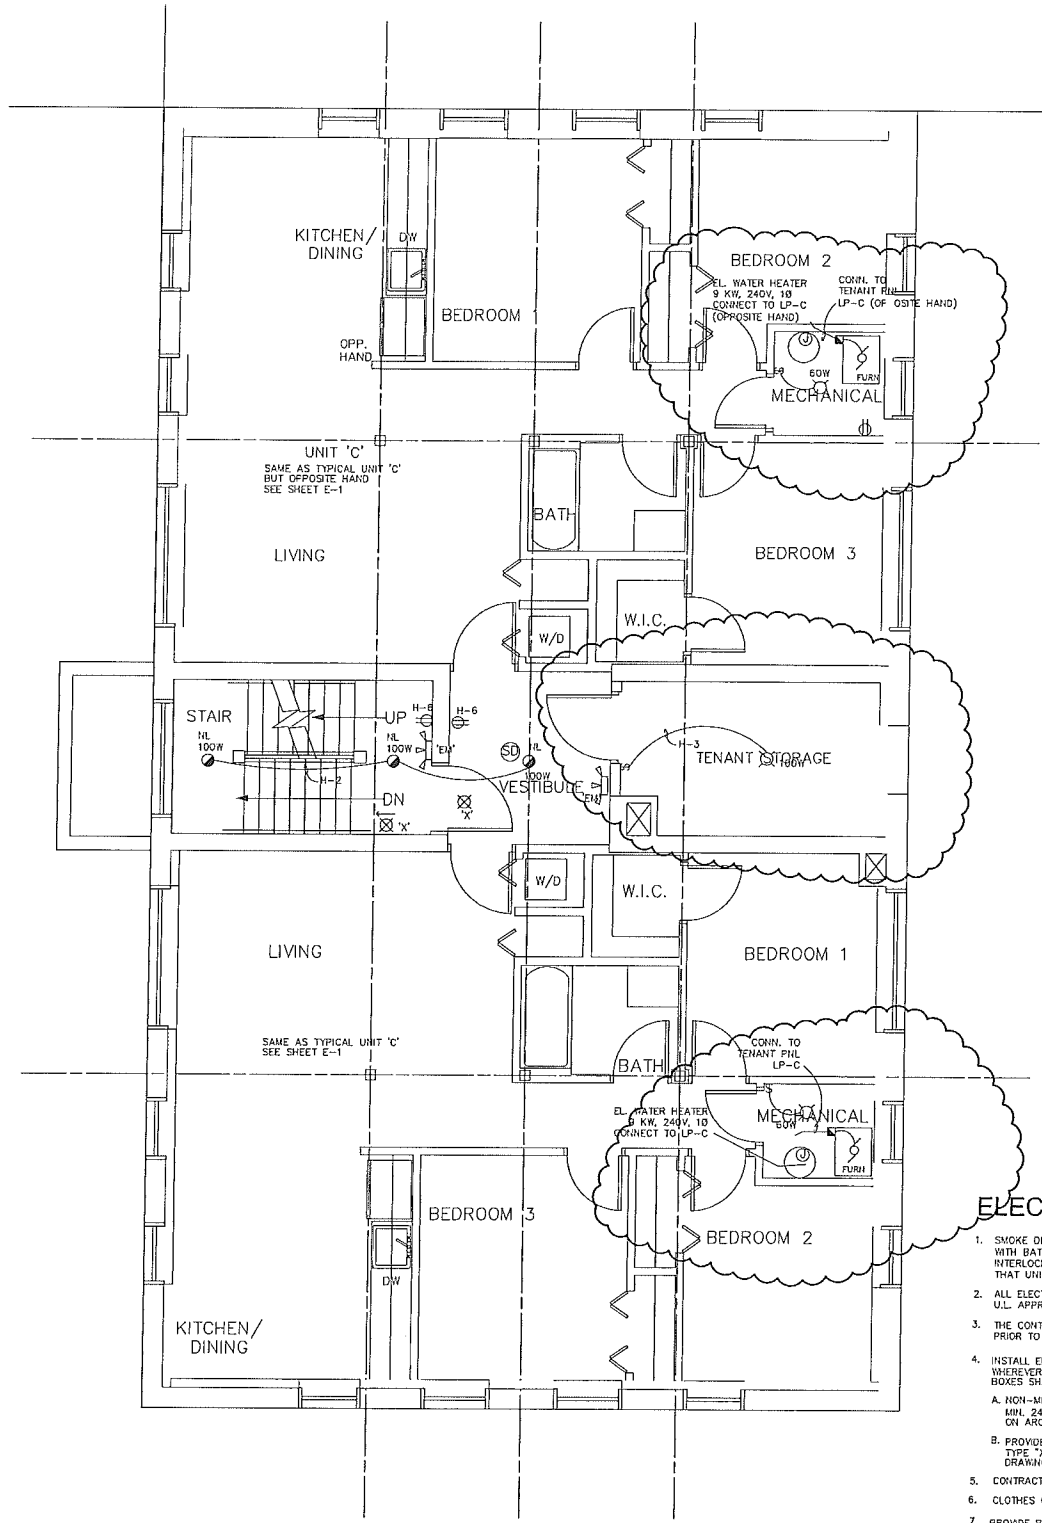 KITCHEN/
DINING
DW
BEDROOM
OPP.
HAND
BEDROOM 2
EL. WATER HEATER
9 KW, 240V, 1Ø
CONNECT TO LP-C
(OPPOSITE HAND)
CONN. TO
TENANT PNL
LP-C (OP OSITE HAND)
J
60W
FURN
MECHANICAL
UNIT 'C'
SAME AS TYPICAL UNIT 'C'
BUT OPPOSITE HAND
SEE SHEET E-1
BATH
LIVING
BEDROOM 3
W/D
W.I.C.
STAIR
UP
NL
100W
NL
100W
H-6
H-6
'EM'
SD
NL
100W
H-2
VESTIBULE
'EM'
S
H-3
TENANT STORAGE
100W
DN
'X'
'X'
W/D
W.I.C.
LIVING
BEDROOM 1
SAME AS TYPICAL UNIT 'C'
SEE SHEET E-1
BATH
CONN. TO
TENANT PNL
LP-C
S
EL. WATER HEATER
9 KW, 240V, 1Ø
CONNECT TO LP-C
MECHANICAL
60W
J
FURN
BEDROOM 3
BEDROOM 2
DW
KITCHEN/
DINING
ELEC
1. SMOKE DE
WITH BAT
INTERLOC
THAT UNI
2. ALL ELEC
U.L. APPR
3. THE CONT
PRIOR TO
4. INSTALL E
WHEREVER
BOXES SH
A. NON-M
MIN. 24
ON ARC
B. PROVIDE
TYPE "X
DRAWIN
5. CONTRACT
6. CLOTHES
7. PROVIDE